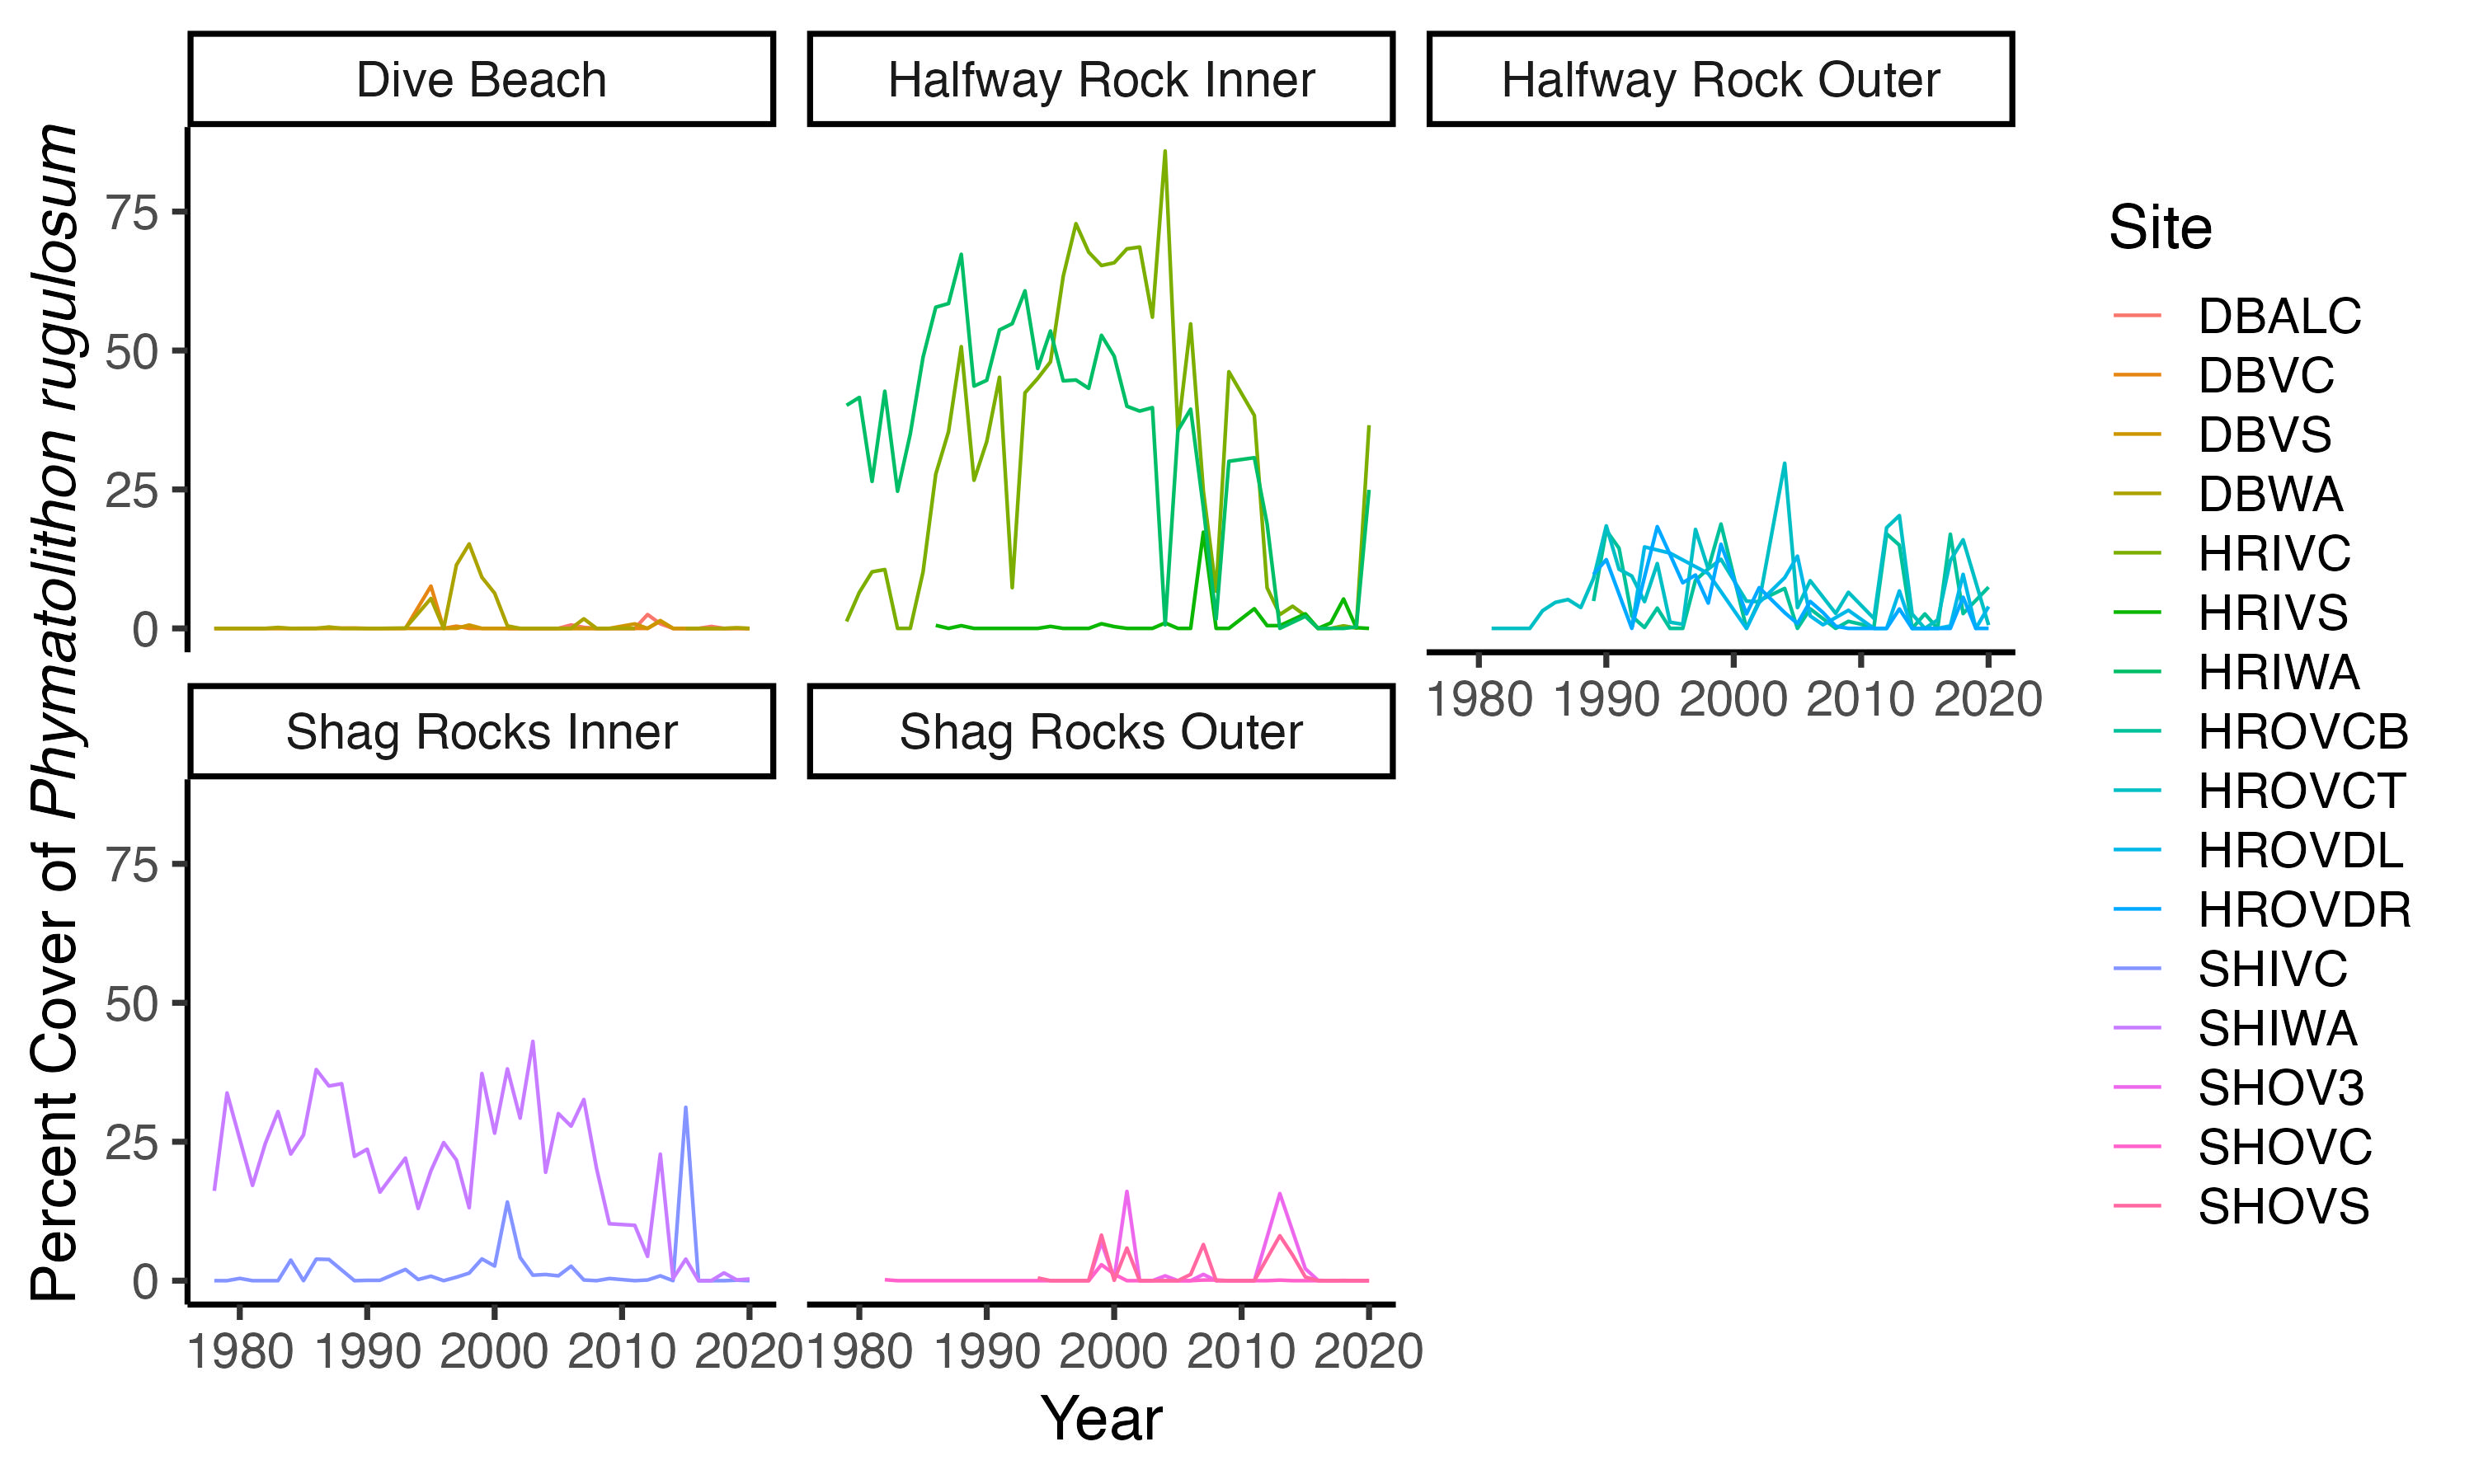 Dive Beach
Halfway Rock Inner
Halfway Rock Outer
Percent Cover of Phymatolithon rugulosum
75
50
25
0
1980 1990 2000 2010 2020
Shag Rocks Inner
Shag Rocks Outer
75
50
25
0
1980 1990 2000 2010 2020
1980 1990 2000 2010 2020
Year
Site
DBALC
DBVC
DBVS
DBWA
HRIVC
HRIVS
HRIWA
HROVCB
HROVCT
HROVDL
HROVDR
SHIVC
SHIWA
SHOV3
SHOVC
SHOVS